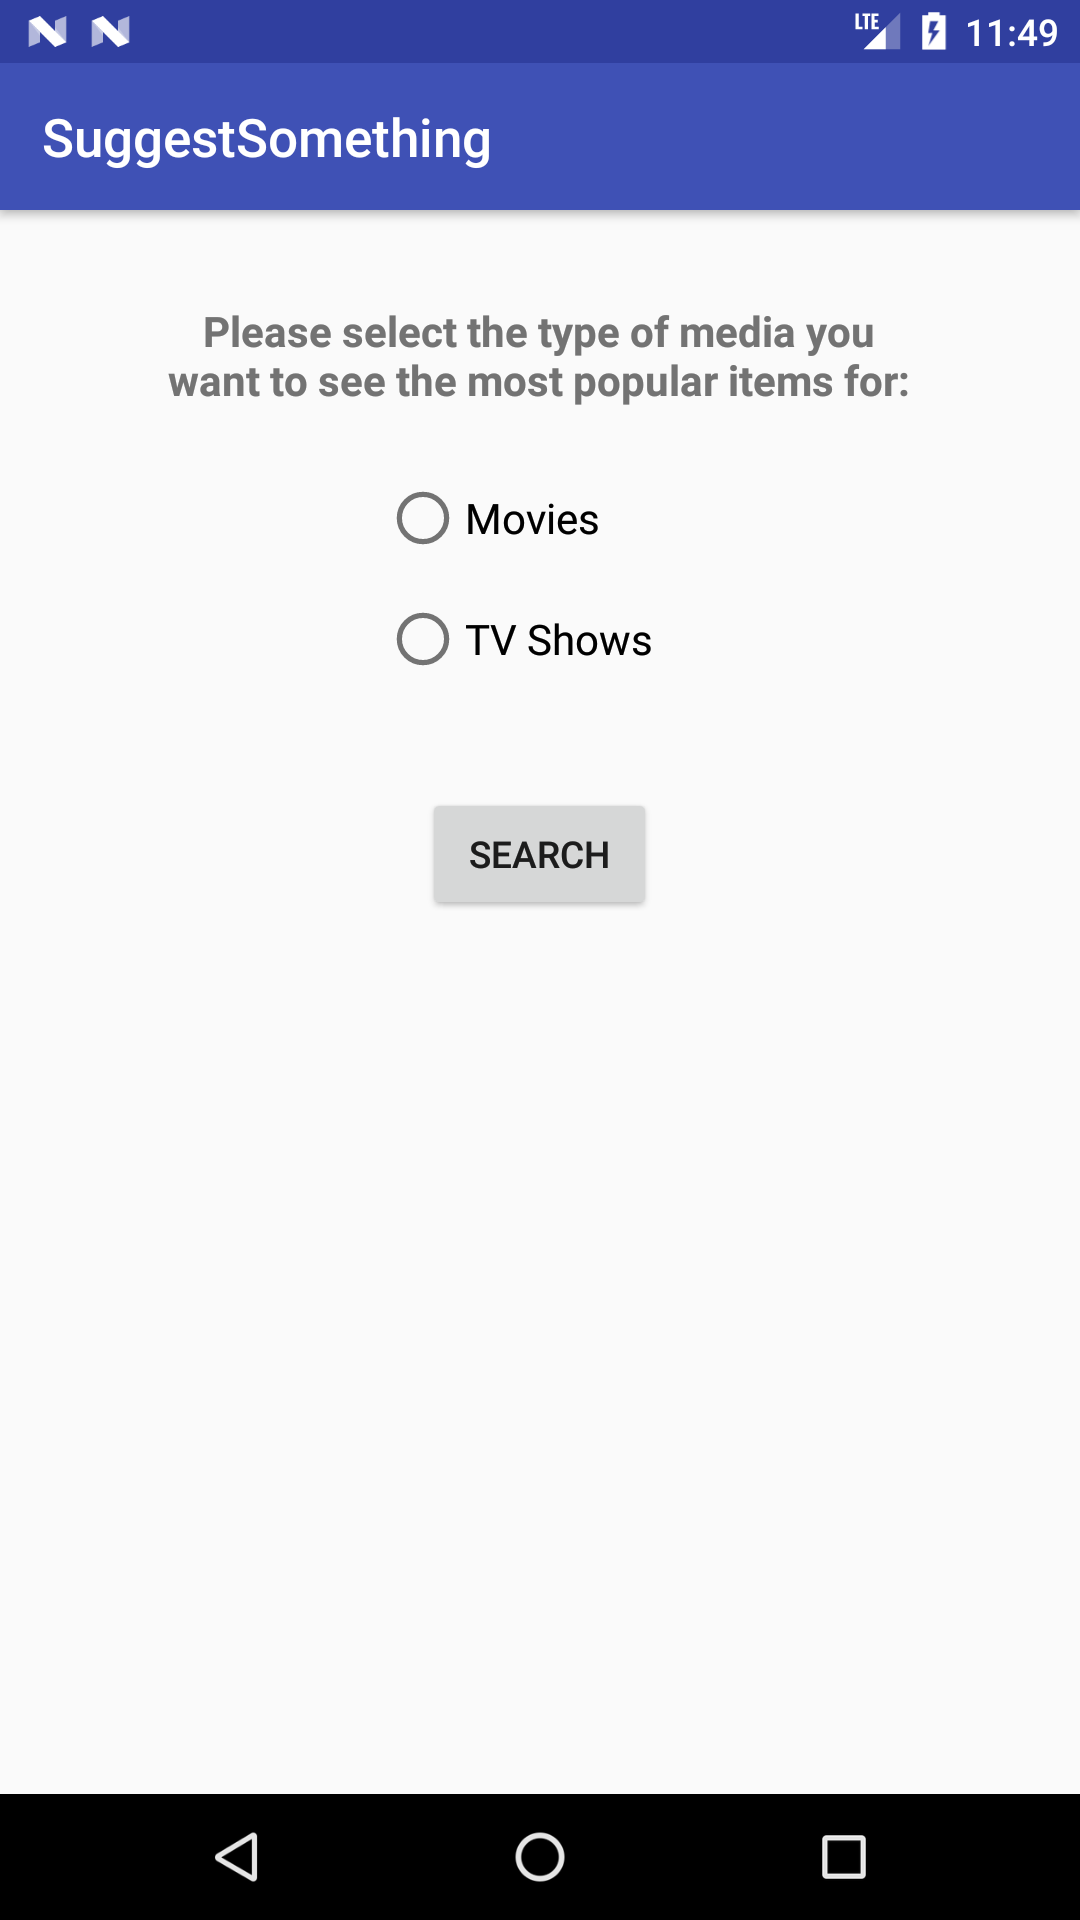 LTE 11:49
SuggestSomething
Please select the type of media you
want to see the most popular items for:
Movies
TV Shows
SEARCH